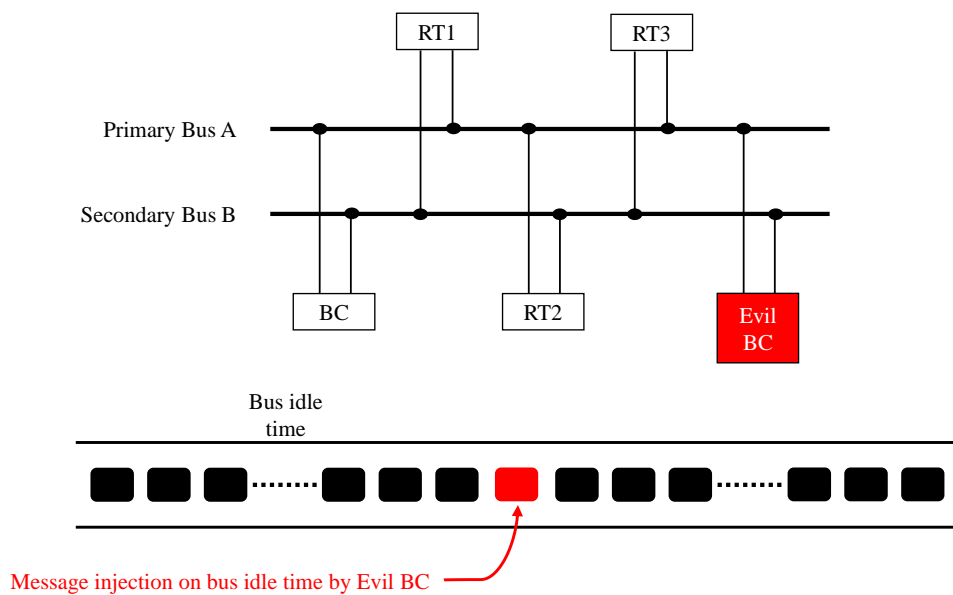 RT1
RT3
Primary Bus A
Secondary Bus B
BC
RT2
Evil
BC
Bus idle
time
Message injection on bus idle time by Evil BC